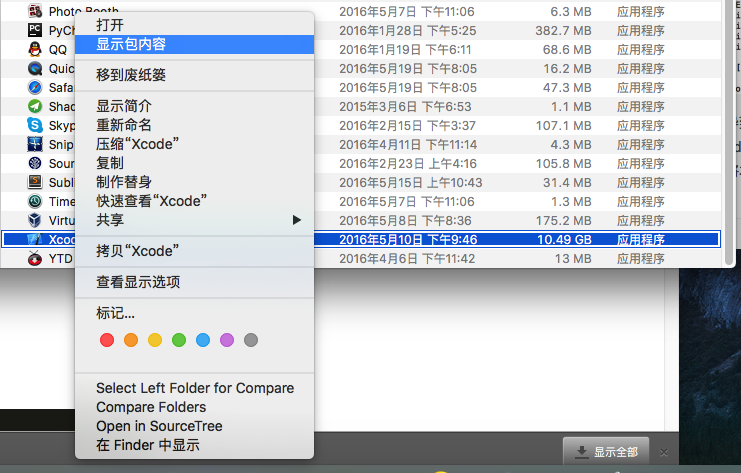 Photo Booth 2016年5月7日 下午11:06 6.3 MB 应用程序
打开
PyCh 2016年1月28日 下午5:25 382.7 MB 应用程序
显示包内容
QQ 2016年1月19日 下午6:11 68.6 MB 应用程序
Quic 2016年5月19日 下午8:05 16.2 MB 应用程序
移到废纸篓
Safa 2016年5月19日 下午8:05 47.3 MB 应用程序
显示简介
Shad 2015年3月6日 下午6:53 1.1 MB 应用程序
重新命名
Skyp 2016年2月15日 下午3:37 107.1 MB 应用程序
压缩“Xcode”
Snip 2016年4月11日 下午11:14 4.3 MB 应用程序
复制
Sour 2016年2月23日 上午4:16 105.8 MB 应用程序
制作替身
Subli 2016年5月15日 上午10:43 31.4 MB 应用程序
快速查看“Xcode”
Time 2016年5月7日 下午11:06 1.3 MB 应用程序
共享
Virtu 2016年5月8日 下午8:36 175.2 MB 应用程序
Xcod 2016年5月10日 下午9:46 10.49 GB 应用程序
拷贝“Xcode”
YTD 2016年4月6日 下午11:42 13 MB 应用程序
查看显示选项
标记...
Select Left Folder for Compare
Compare Folders
Open in SourceTree
在 Finder 中显示
显示全部